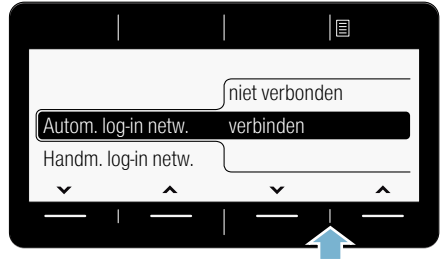 niet verbonden
Autom. log-in netw. verbinden
Handm. log-in netw.